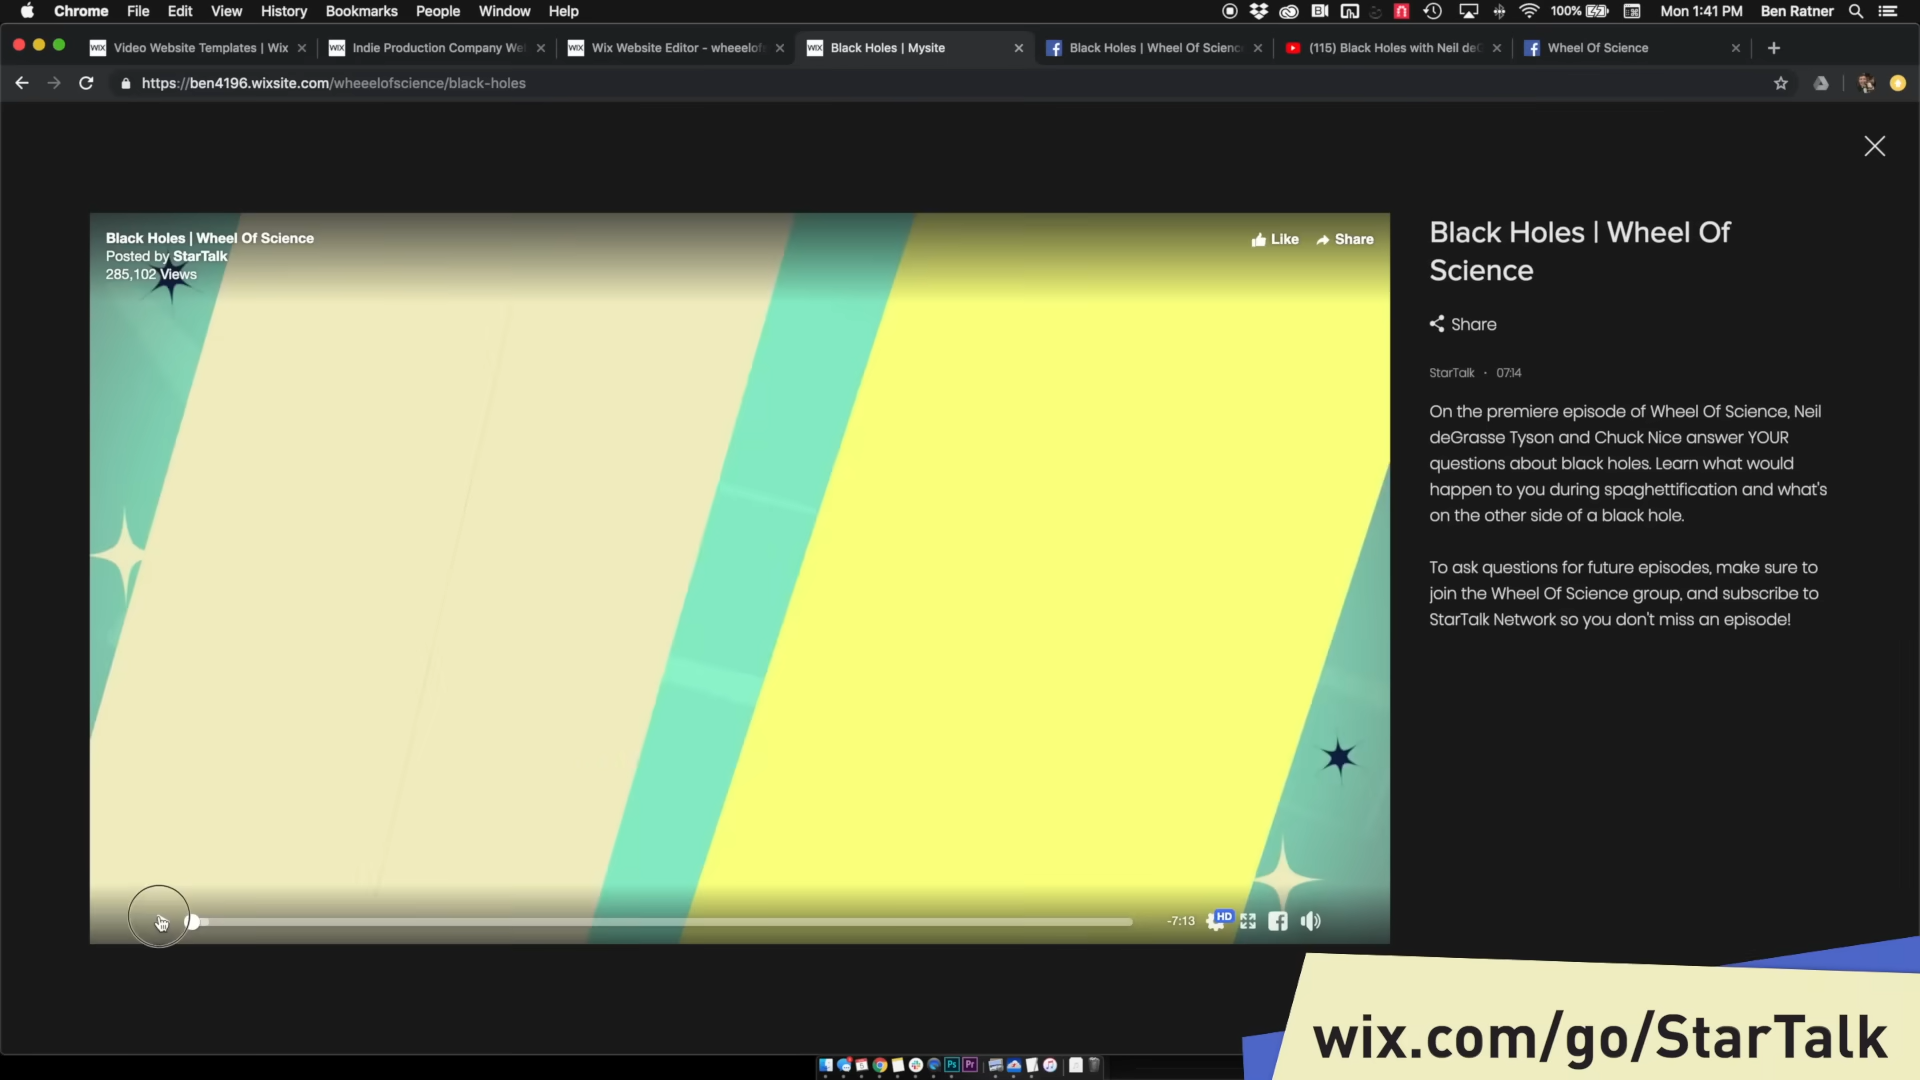 Chrome File Edit View History Bookmarks People Window Help 100% Mon 1:41 PM Ben Ratner
WIX Video Website Templates | Wix
WIX Indie Production Company We
WIX Wix Website Editor - wheeelof
WIX Black Holes | Mysite
Black Holes | Wheel Of Scienc
(115) Black Holes with Neil de
Wheel Of Science
https://ben4196.wixsite.com/wheeelofscience/black-holes
Black Holes | Wheel Of Science
Posted by StarTalk
285,102 Views
Like Share
-7:13 HD
Black Holes | Wheel Of
Science
Share
StarTalk · 07:14
On the premiere episode of Wheel Of Science, Neil
deGrasse Tyson and Chuck Nice answer YOUR
questions about black holes. Learn what would
happen to you during spaghettification and what's
on the other side of a black hole.
To ask questions for future episodes, make sure to
join the Wheel Of Science group, and subscribe to
StarTalk Network so you don't miss an episode!
wix.com/go/StarTalk
Ps Pr